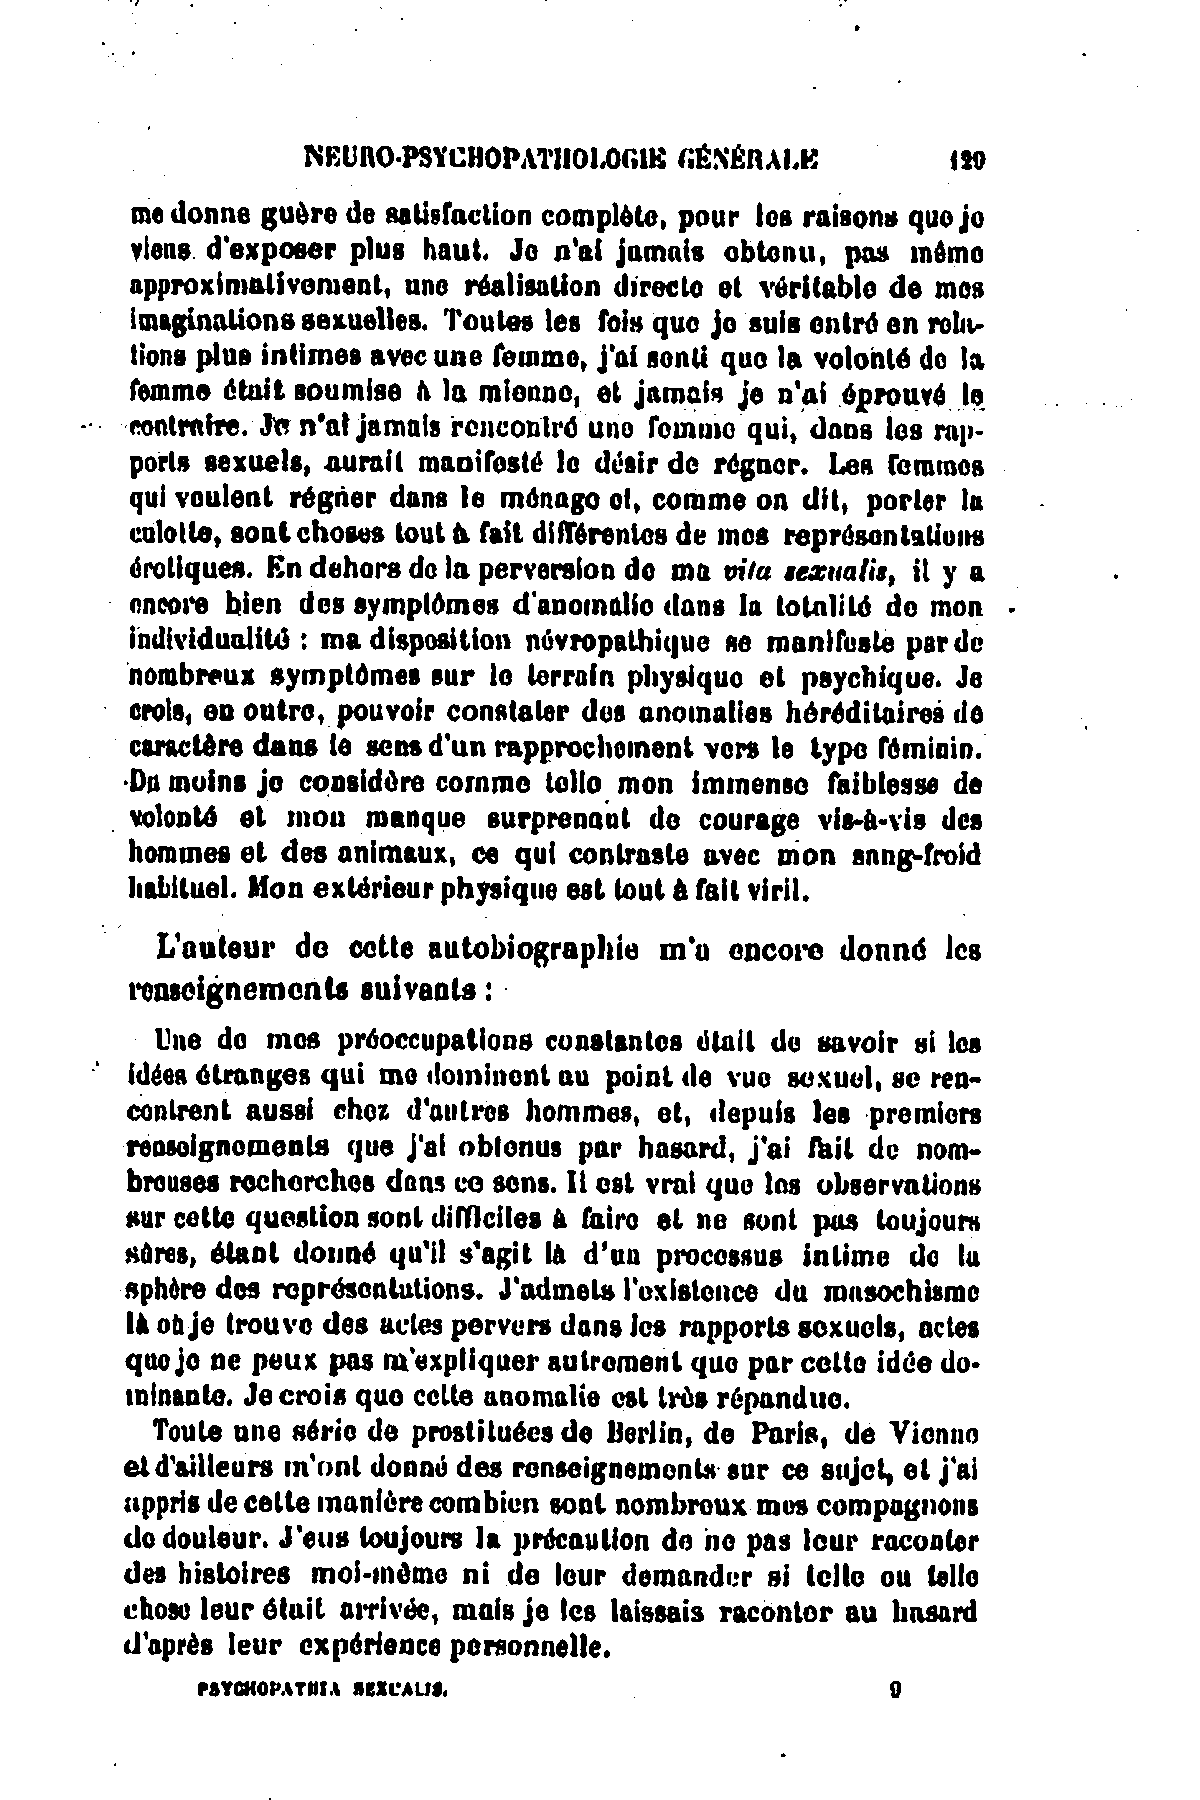 NEURO-PSYCHOPATHOLOGIE GÉNÉRALE 129
me donne guère de satisfaction complète, pour les raisons que je
viens d'exposer plus haut. Je n'ai jamais obtenu, pas même
approximativement, une réalisation directe et véritable de mes
imaginations sexuelles. Toutes les fois que je suis entré en rela-
tions plus intimes avec une femme, j'ai senti que la volonté de la
femme était soumise à la mienne, et jamais je n'ai éprouvé le
contraire. Je n'ai jamais rencontré une femme qui, dans les rap-
ports sexuels, aurait manifesté le désir de régner. Les femmes
qui veulent régner dans le ménage et, comme on dit, porter la
culotte, sont choses tout à fait différentes de mes représentations
érotiques. En dehors de la perversion de ma vita sexualis, il y a
encore bien des symptômes d'anomalie dans la totalité de mon
individualité : ma disposition névropathique se manifeste par de
nombreux symptômes sur le terrain physique et psychique. Je
crois, en outre, pouvoir constater des anomalies héréditaires de
caractère dans le sens d'un rapprochement vers le type féminin.
Du moins je considère comme telle mon immense faiblesse de
volonté et mon manque surprenant de courage vis-à-vis des
hommes et des animaux, ce qui contraste avec mon sang-froid
habituel. Mon extérieur physique est tout à fait viril.
L'auteur de cette autobiographie m'a encore donné les
renseignements suivants :
Une de mes préoccupations constantes était de savoir si les
idées étranges qui me dominent au point de vue sexuel, se ren-
contrent aussi chez d'autres hommes, et, depuis les premiers
renseignements que j'ai obtenus par hasard, j'ai fait de nom-
breuses recherches dans ce sens. Il est vrai que les observations
sur cette question sont difficiles à faire et ne sont pas toujours
sûres, étant donné qu'il s'agit là d'un processus intime de la
sphère des représentations. J'admets l'existence du masochisme
là où je trouve des actes pervers dans les rapports sexuels, actes
que je ne peux pas m'expliquer autrement que par cette idée do-
minante. Je crois que cette anomalie est très répandue.
Toute une série de prostituées de Berlin, de Paris, de Vienne
et d'ailleurs m'ont donné des renseignements sur ce sujet, et j'ai
appris de cette manière combien sont nombreux mes compagnons
de douleur. J'eus toujours la précaution de ne pas leur raconter
des histoires moi-même ni de leur demander si telle ou telle
chose leur était arrivée, mais je les laissais raconter au hasard
d'après leur expérience personnelle.
PSYCHOPATHIA SEXUALIS. 9